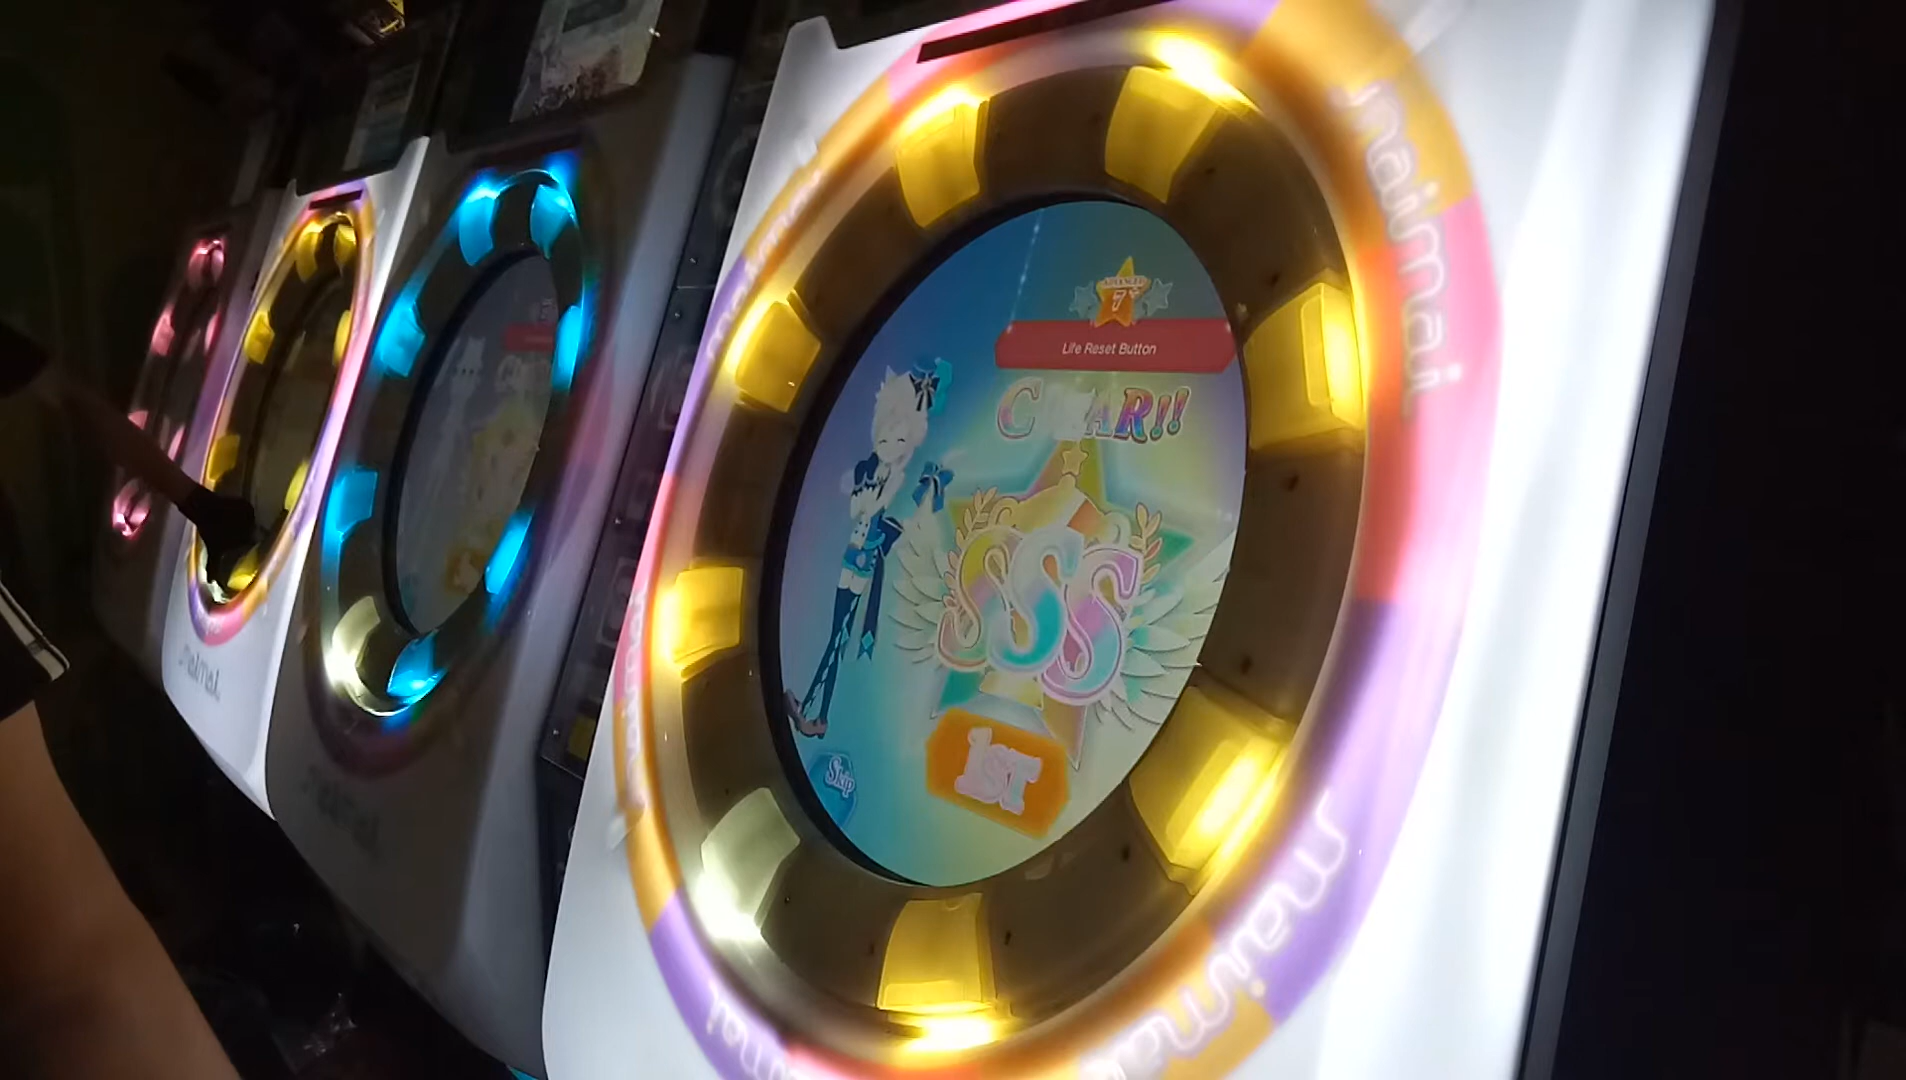 maimai
ADVANCED
7+
Life Reset Button
CLEAR!!
SSS
1ST
Skip
maimai
maimai
maimai
maimai